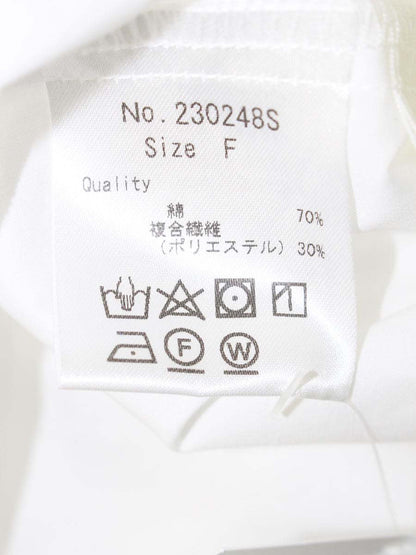 No. 230248S
Size F
Quality
綿 70%
複合繊維
(ポリエステル) 30%
F W